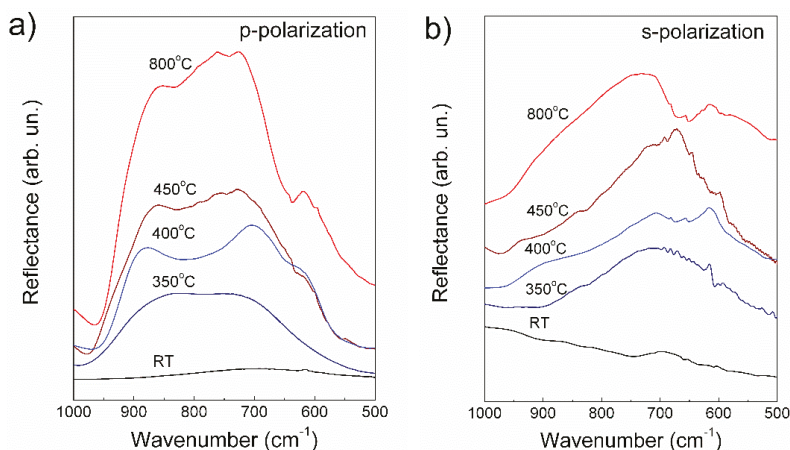 a)
p-polarization
800°C
450°C
400°C
350°C
RT
Reflectance (arb. un.)
1000 900 800 700 600 500
Wavenumber (cm⁻¹)
b)
s-polarization
800°C
450°C
400°C
350°C
RT
Reflectance (arb. un.)
1000 900 800 700 600 500
Wavenumber (cm⁻¹)